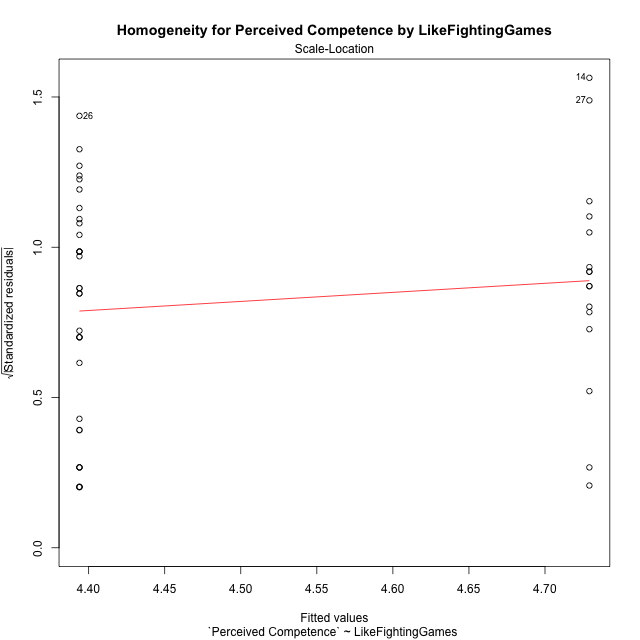 Homogeneity for Perceived Competence by LikeFightingGames
Scale-Location
14
27
26
1.5
1.0
0.5
0.0
√|Standardized residuals|
4.40 4.45 4.50 4.55 4.60 4.65 4.70
Fitted values
`Perceived Competence` ~ LikeFightingGames